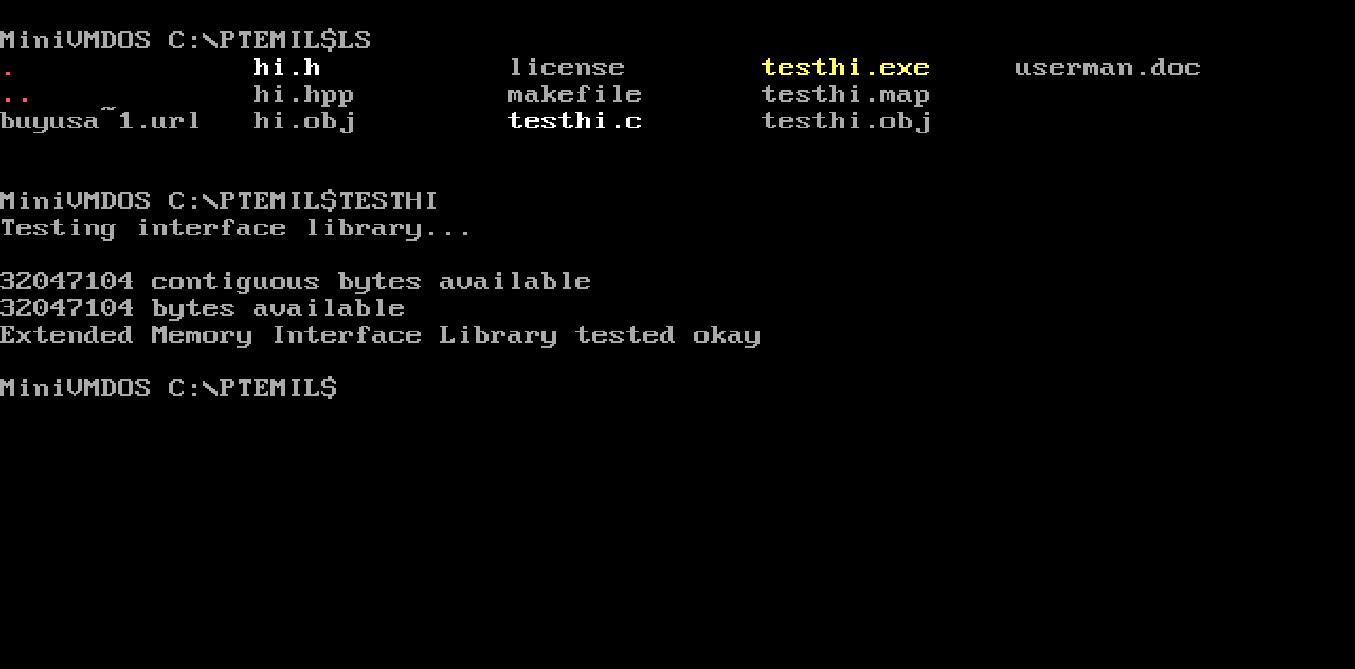 MiniVMDOS C:\PTEMIL$LS
. hi.h license testhi.exe userman.doc
.. hi.hpp makefile testhi.map
buyusa~1.url hi.obj testhi.c testhi.obj
MiniVMDOS C:\PTEMIL$TESTHI
Testing interface library...
32047104 contiguous bytes available
32047104 bytes available
Extended Memory Interface Library tested okay
MiniVMDOS C:\PTEMIL$